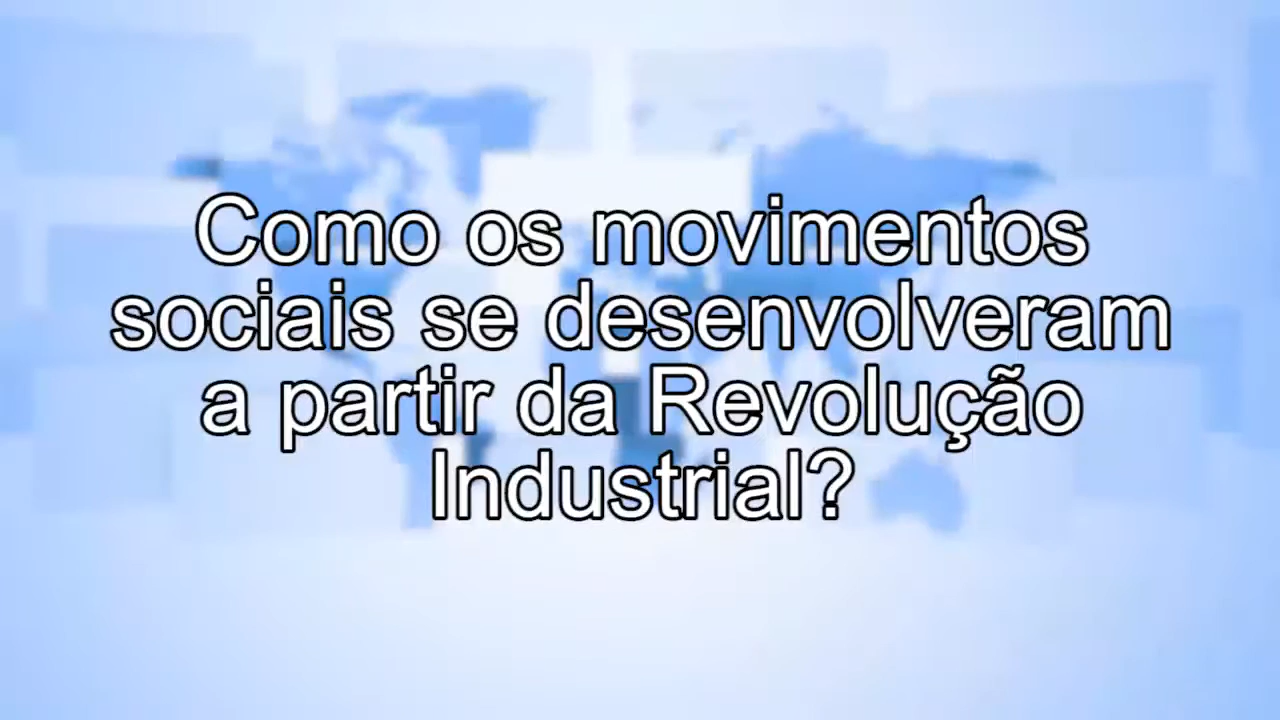 Como os movimentos
sociais se desenvolveram
a partir da Revolução
Industrial?